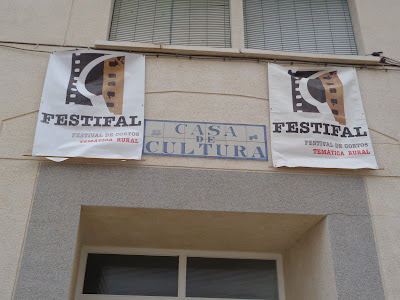 FESTIFAL
FESTIVAL DE CORTOS
TEMÁTICA RURAL
CASA
DE
CULTURA
FESTIFAL
FESTIVAL DE CORTOS
TEMÁTICA RURAL